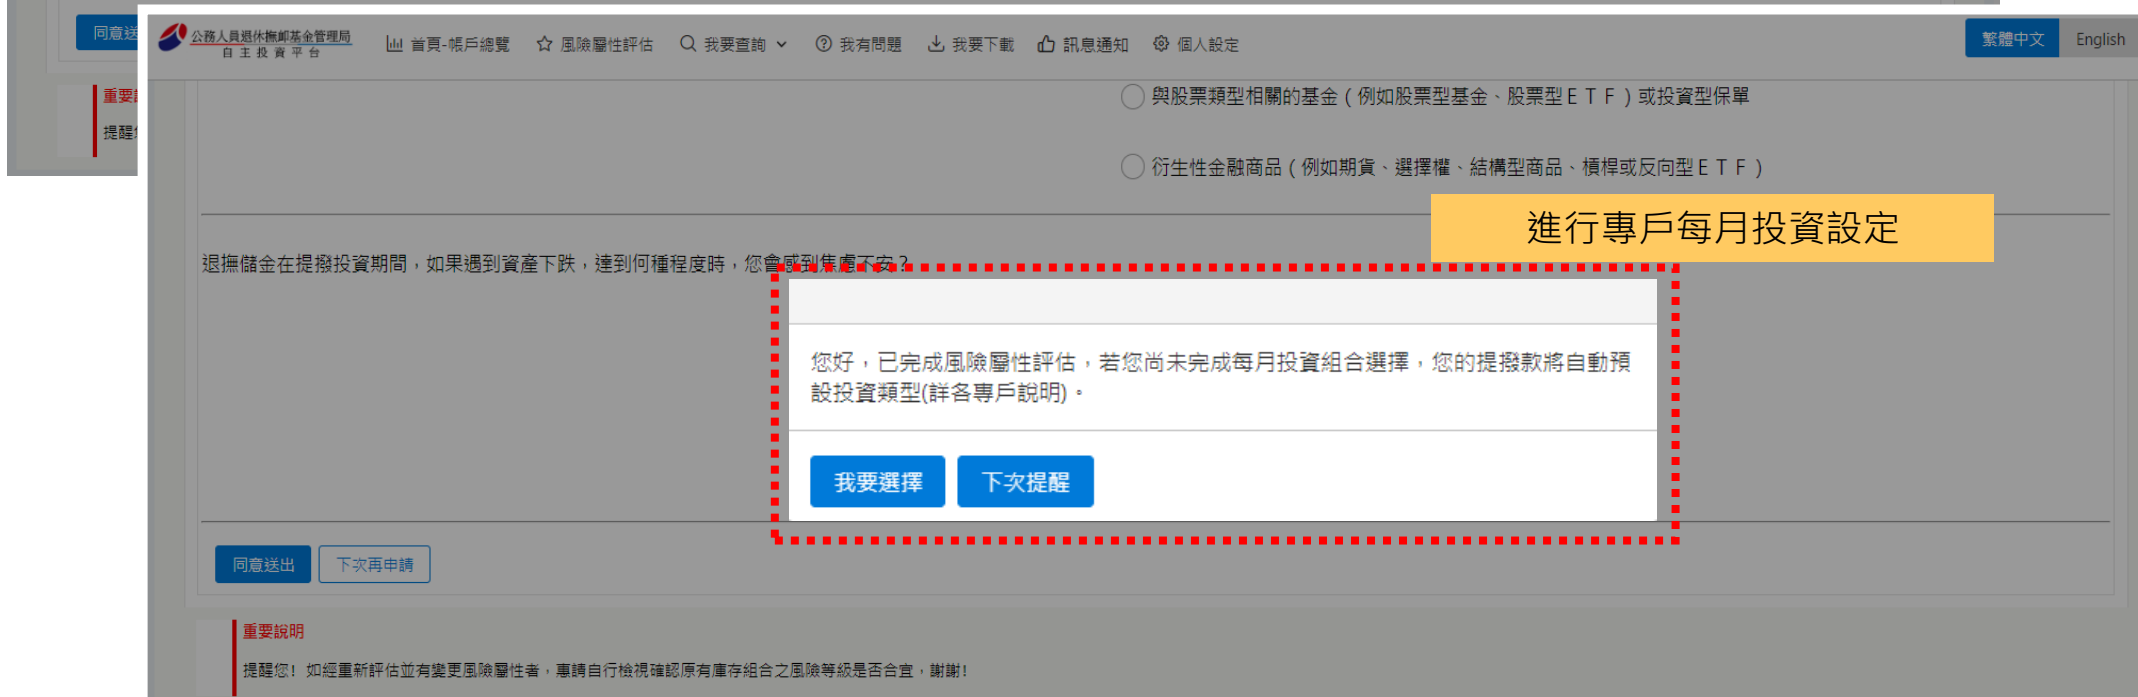 同意送
重要
提醒
公務人員退休撫卹基金管理局
自主投資平台
首頁-帳戶總覽
風險屬性評估
我要查詢
我有問題
我要下載
訊息通知
個人設定
繁體中文
English
與股票類型相關的基金(例如股票型基金、股票型ETF)或投資型保單
衍生性金融商品(例如期貨、選擇權、結構型商品、槓桿或反向型ETF)
進行專戶每月投資設定
退撫儲金在提撥投資期間，如果遇到資產下跌，達到何種程度時，您會感到焦慮不安？
您好，已完成風險屬性評估，若您尚未完成每月投資組合選擇，您的提撥款將自動預
設投資類型(詳各專戶說明)。
我要選擇
下次提醒
同意送出
下次再申請
重要說明
提醒您! 如經重新評估並有變更風險屬性者，惠請自行檢視確認原有庫存組合之風險等級是否合宜，謝謝!